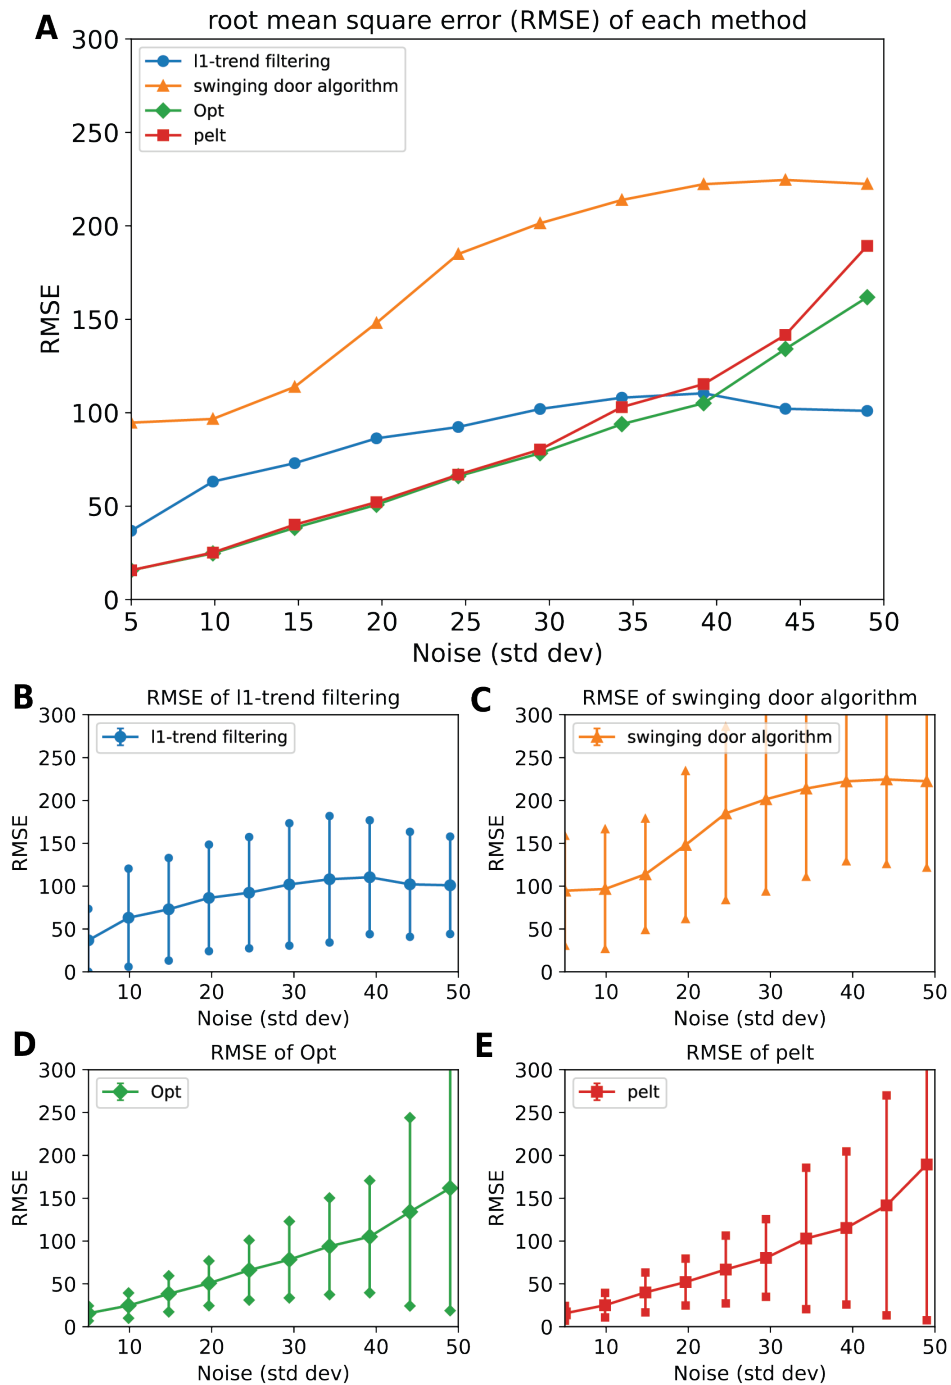 A
root mean square error (RMSE) of each method
300
250
200
150
100
50
0
RMSE
l1-trend filtering
swinging door algorithm
Opt
pelt
5 10 15 20 25 30 35 40 45 50
Noise (std dev)
B
RMSE of l1-trend filtering
300
250
200
150
100
50
0
RMSE
l1-trend filtering
10 20 30 40 50
Noise (std dev)
C
RMSE of swinging door algorithm
300
250
200
150
100
50
0
RMSE
swinging door algorithm
10 20 30 40 50
Noise (std dev)
D
RMSE of Opt
300
250
200
150
100
50
0
RMSE
Opt
10 20 30 40 50
Noise (std dev)
E
RMSE of pelt
300
250
200
150
100
50
0
RMSE
pelt
10 20 30 40 50
Noise (std dev)